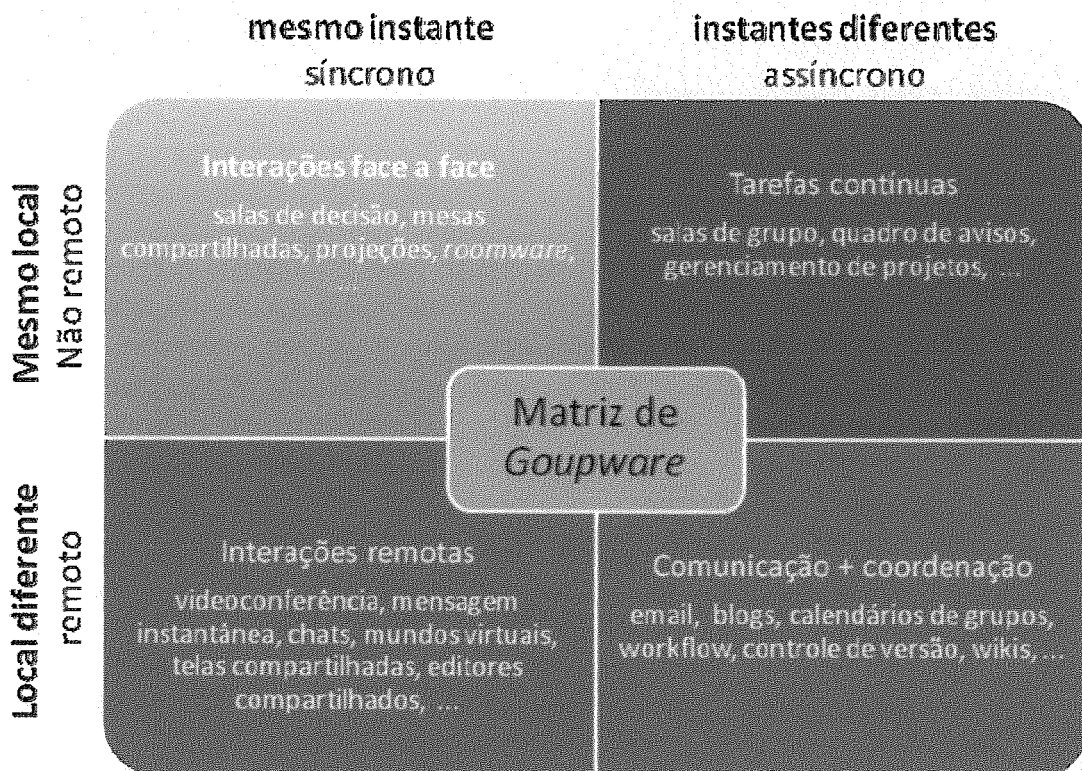 mesmo instante
síncrono
instantes diferentes
assíncrono
Mesmo local
Não remoto
Interações face a face
salas de decisão, mesas
compartilhadas, projeções, roomware,
...
Tarefas contínuas
salas de grupo, quadro de avisos,
gerenciamento de projetos, ...
Matriz de
Goupware
Local diferente
remoto
Interações remotas
videoconferência, mensagem
instantânea, chats, mundos virtuais,
telas compartilhadas, editores
compartilhados, ...
Comunicação + coordenação
email, blogs, calendários de grupos,
workflow, controle de versão, wikis, ...